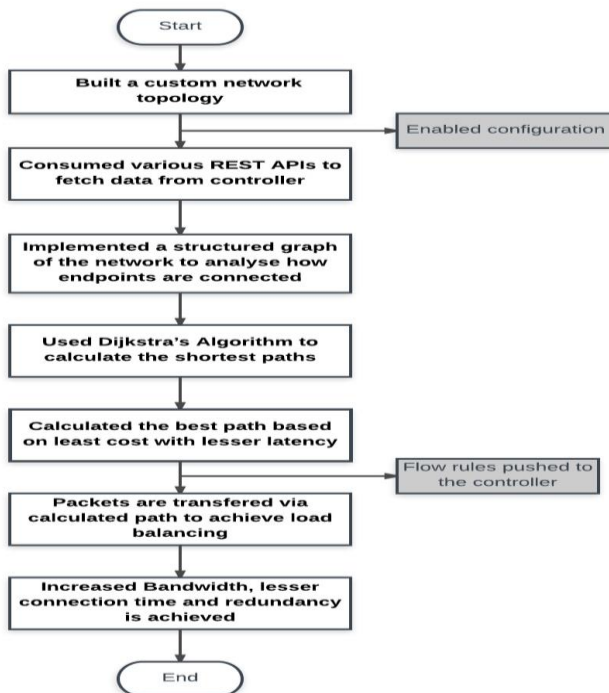 Start
Built a custom network
topology
Enabled configuration
Consumed various REST APIs to
fetch data from controller
Implemented a structured graph
of the network to analyse how
endpoints are connected
Used Dijkstra's Algorithm to
calculate the shortest paths
Calculated the best path based
on least cost with lesser latency
Flow rules pushed to
the controller
Packets are transfered via
calculated path to achieve load
balancing
Increased Bandwidth, lesser
connection time and redundancy
is achieved
End